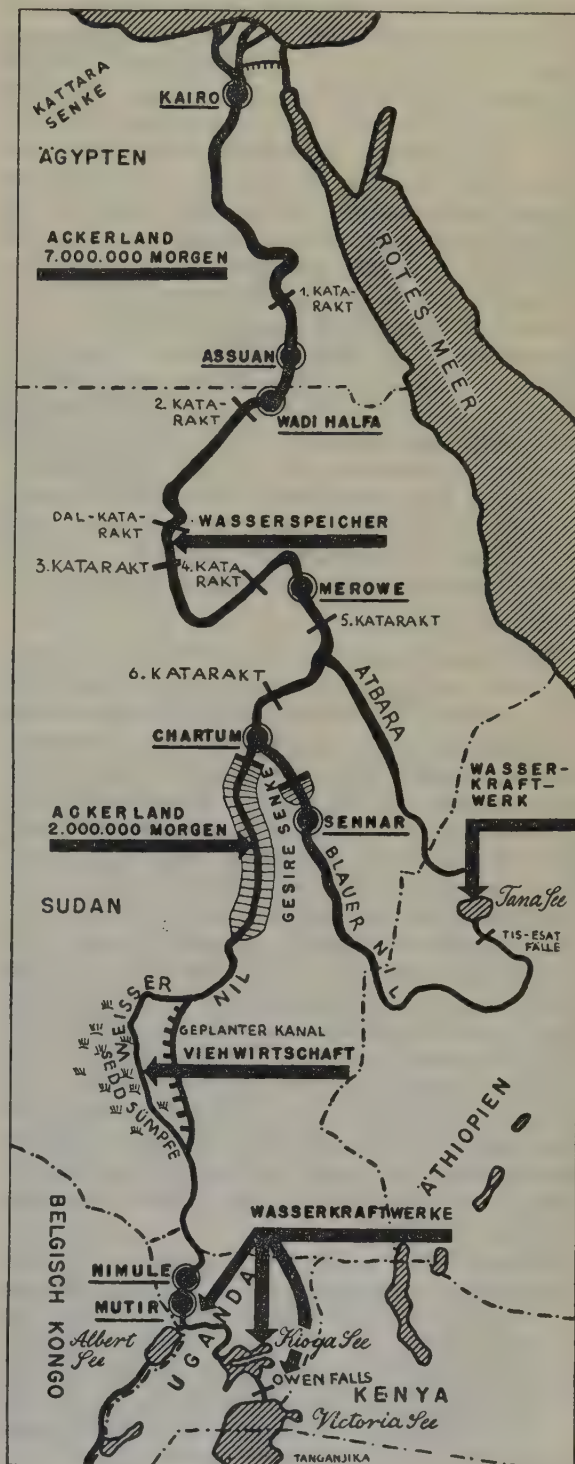 KATTARA
SENKE
KAIRO
ÄGYPTEN
ROTES MEER
ACKERLAND
7.000.000 MORGEN
1. KATA-
RAKT
ASSUAN
2. KATA-
RAKT
WADI HALFA
DAL-KATA-
RAKT
WASSERSPEICHER
3. KATARAKT
4. KATA
RAKT
MEROWE
5. KATARAKT
6. KATARAKT
ATBARA
CHARTUM
WASSER-
KRAFT-
WERK
ACKERLAND
2.000.000 MORGEN
GESIRE SENKE
SENNAR
BLAUER NIL
Tana See
TIS-ESAT
FÄLLE
SUDAN
WEISSER NIL
GEPLANTER KANAL
VIEHWIRTSCHAFT
SEDD SÜMPFE
ÄTHIOPIEN
BELGISCH KONGO
WASSERKRAFTWERKE
NIMULE
MUTIR
UGANDA
Albert
See
Kioga See
OWEN FALLS
KENYA
Victoria See
TANGANJIKA